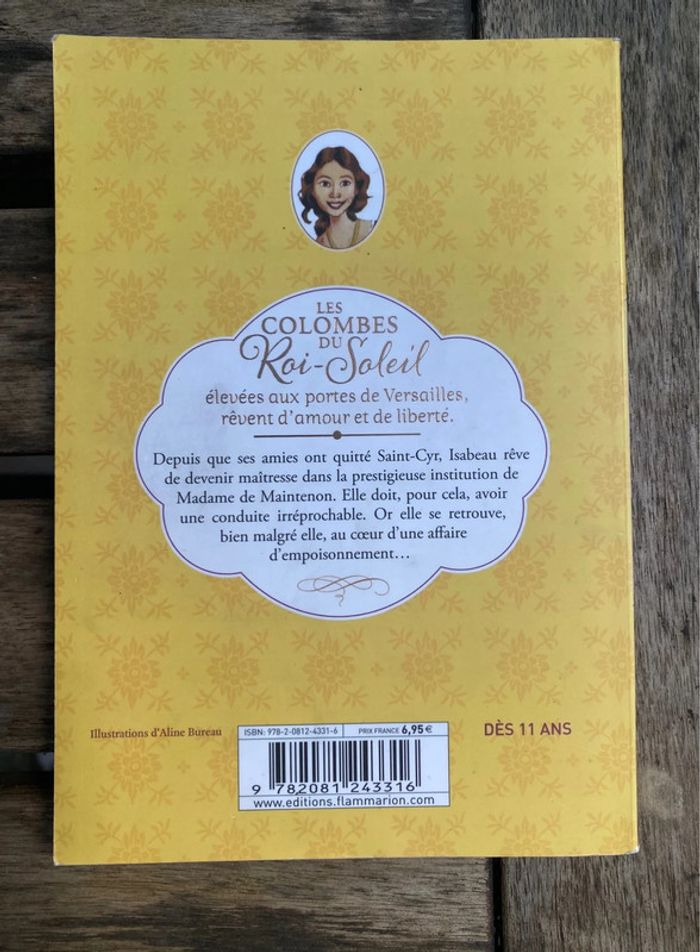 LES
COLOMBES
DU
Roi-Soleil
élevées aux portes de Versailles,
rêvent d'amour et de liberté.
Depuis que ses amies ont quitté Saint-Cyr, Isabeau rêve
de devenir maîtresse dans la prestigieuse institution de
Madame de Maintenon. Elle doit, pour cela, avoir
une conduite irréprochable. Or elle se retrouve,
bien malgré elle, au cœur d'une affaire
d'empoisonnement…
Illustrations d'Aline Bureau
ISBN: 978-2-0812-4331-6 PRIX FRANCE 6,95 €
DÈS 11 ANS
9 782081 243316
www.editions.flammarion.com